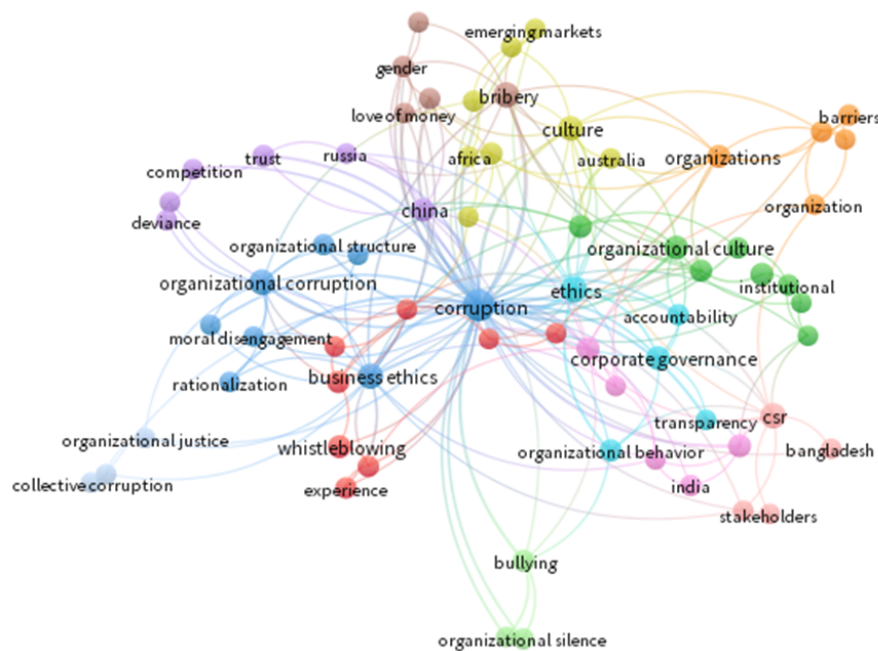 emerging markets
gender
bribery
love of money
barriers
culture
trust
russia
africa
australia
organizations
competition
china
organization
deviance
organizational structure
organizational culture
organizational corruption
ethics
institutional
corruption
accountability
moral disengagement
corporate governance
rationalization
business ethics
transparency
csr
organizational justice
whistleblowing
organizational behavior
bangladesh
collective corruption
experience
india
stakeholders
bullying
organizational silence